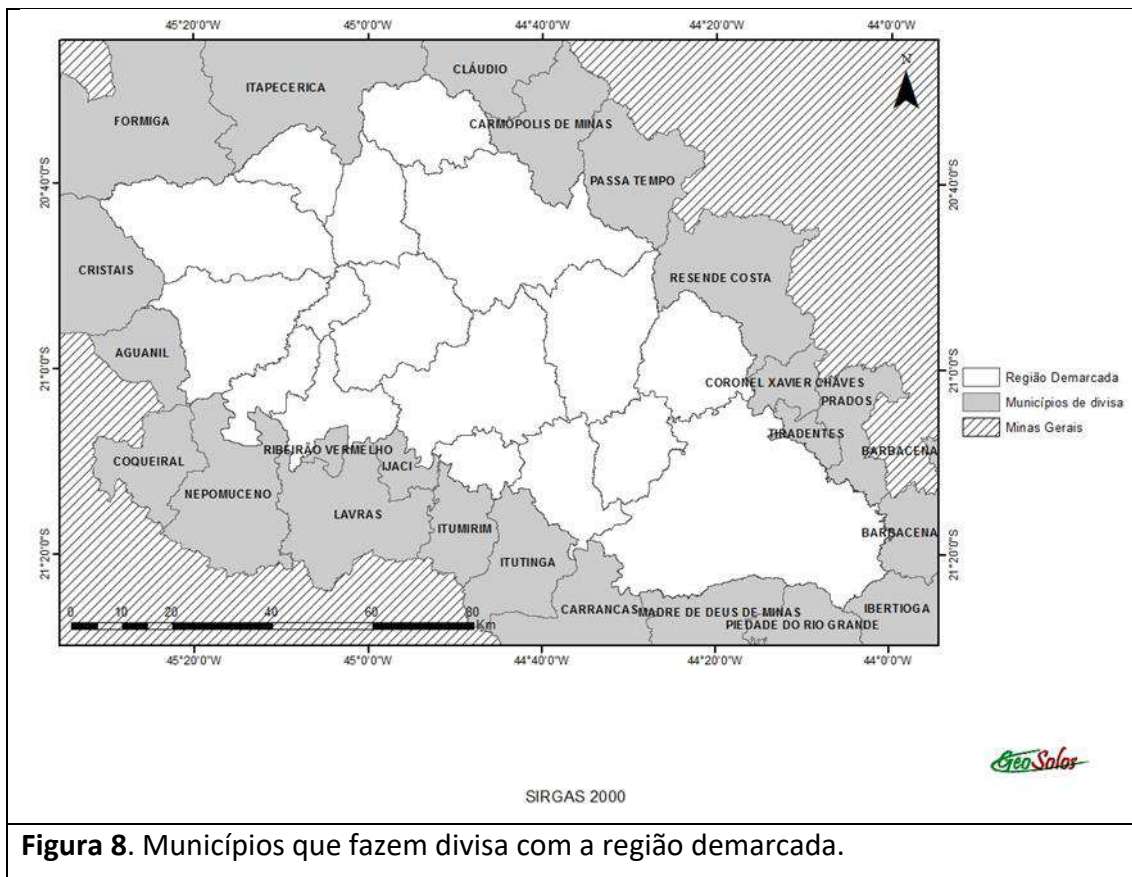 45°20'0"W 45°0'0"W 44°40'0"W 44°20'0"W 44°0'0"W
N
CLÁUDIO
ITAPECERICA
FORMIGA
CARMÓPOLIS DE MINAS
PASSA TEMPO
20°40'0"S
20°40'0"S
CRISTAIS
RESENDE COSTA
AGUANIL
21°0'0"S
21°0'0"S
CORONEL XAVIER CHAVES
PRADOS
Região Demarcada
Municípios de divisa
Minas Gerais
TIRADENTES
BARBACENA
RIBEIRÃO VERMELHO
IJACI
COQUEIRAL
NEPOMUCENO
LAVRAS
ITUMIRIM
BARBACENA
ITUTINGA
21°20'0"S
21°20'0"S
CARRANCAS
MADRE DE DEUS DE MINAS
IBERTIOGA
PIEDADE DO RIO GRANDE
0 10 20 40 60 80
Km
45°20'0"W 45°0'0"W 44°40'0"W 44°20'0"W 44°0'0"W
GeoSolos
SIRGAS 2000
Figura 8. Municípios que fazem divisa com a região demarcada.